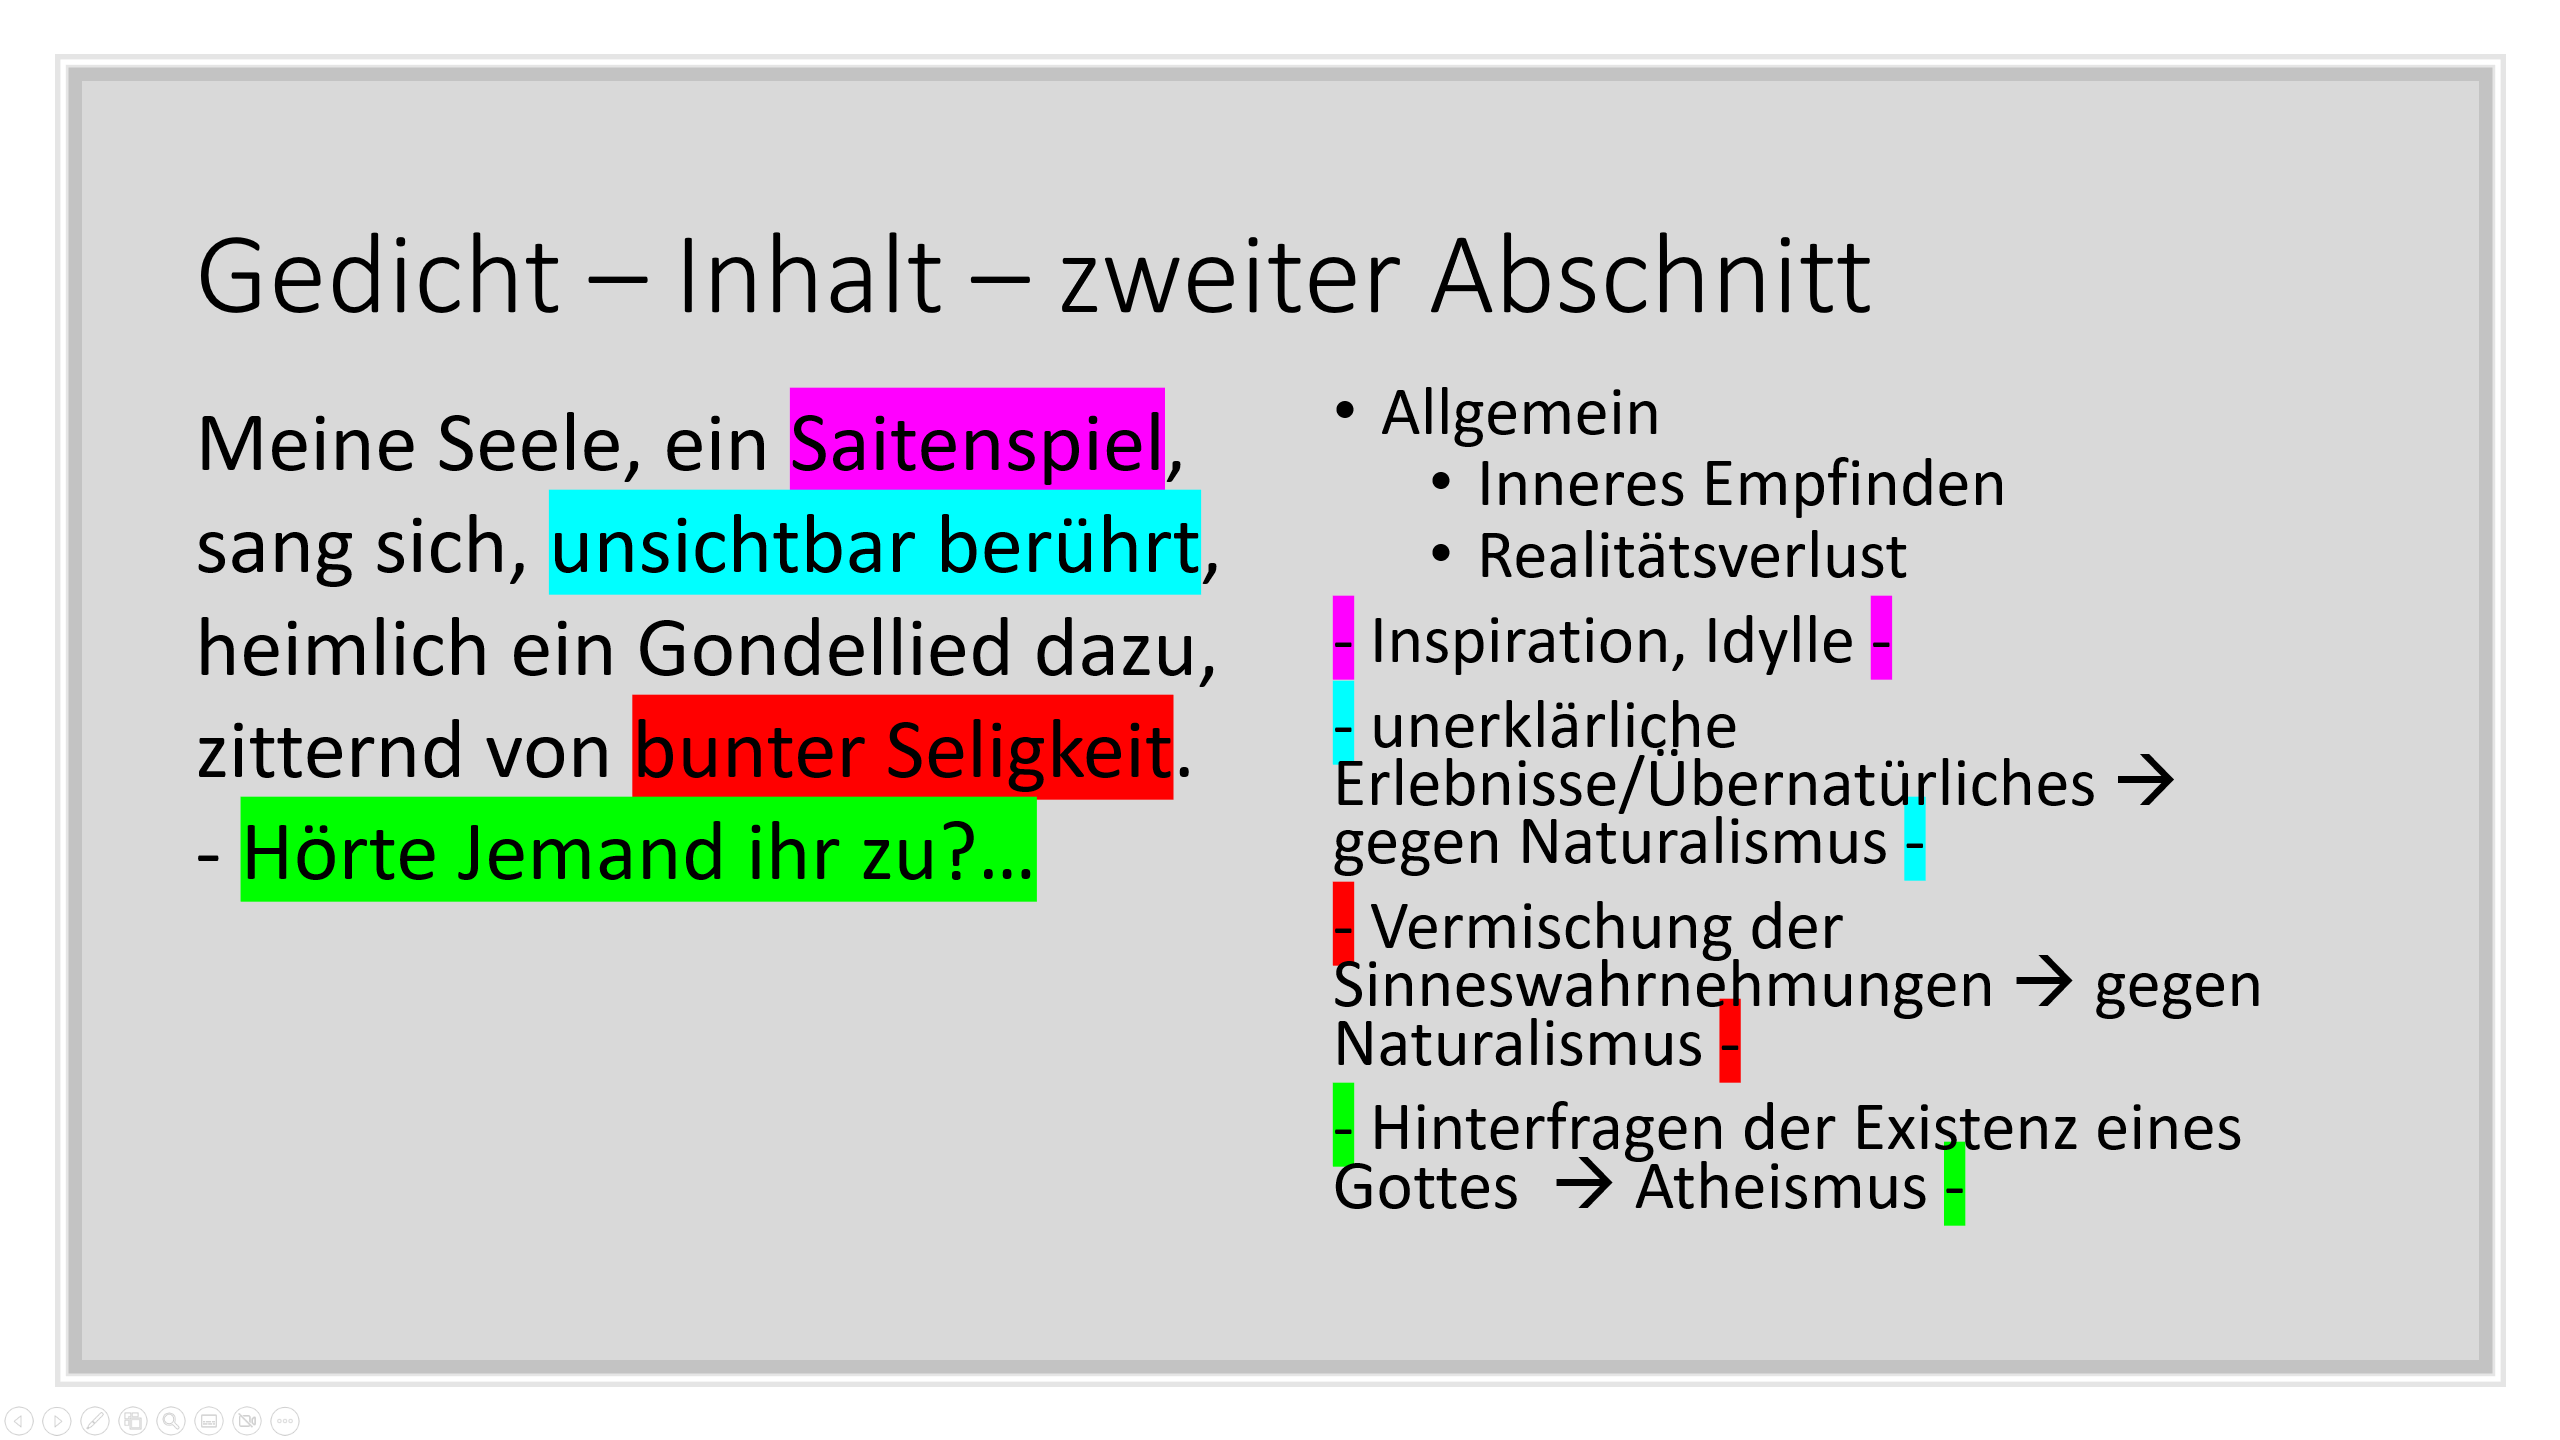 Gedicht – Inhalt – zweiter Abschnitt
Meine Seele, ein Saitenspiel,
sang sich, unsichtbar berührt,
heimlich ein Gondellied dazu,
zitternd von bunter Seligkeit.
- Hörte Jemand ihr zu?...
• Allgemein
• Inneres Empfinden
• Realitätsverlust
- Inspiration, Idylle -
- unerklärliche
Erlebnisse/Übernatürliches →
gegen Naturalismus -
- Vermischung der
Sinneswahrnehmungen → gegen
Naturalismus -
- Hinterfragen der Existenz eines
Gottes → Atheismus -